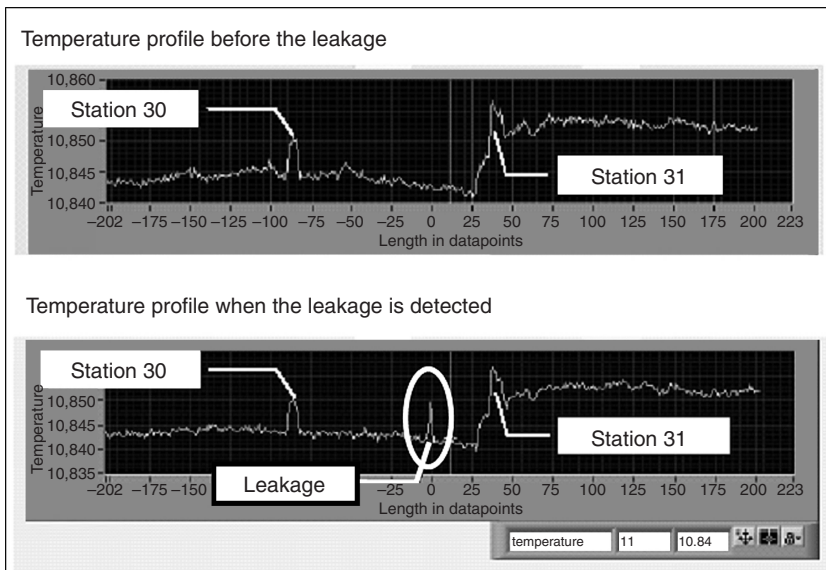 Temperature profile before the leakage
10,860
Station 30
10,850
10,845
10,840
Temperature
Station 31
–202 –175 –150 –125 –100 –75 –50 –25 0 25 50 75 100 125 150 175 200 223
Length in datapoints
Temperature profile when the leakage is detected
Station 30
10,850
10,845
10,840
10,835
Temperature
Station 31
Leakage
–202 –175 –150 –25 0 25 50 75 100 125 150 175 200 223
Length in datapoints
temperature 11 10.84